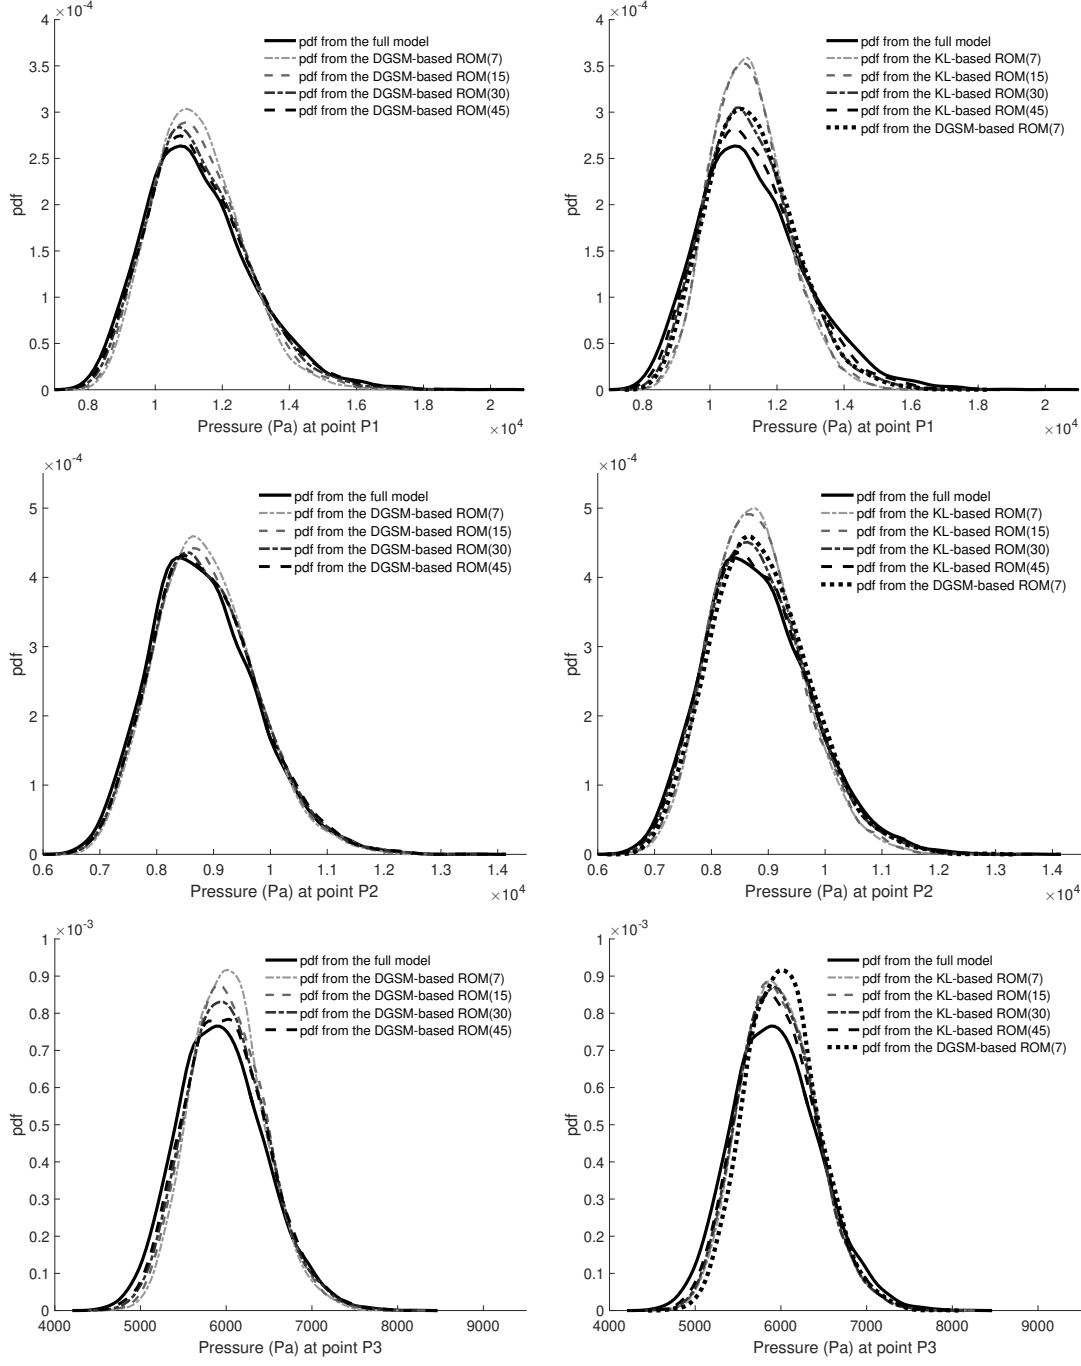 ×10⁻⁴
4
3.5
3
2.5
2
1.5
1
0.5
0
pdf
pdf from the full model
pdf from the DGSM-based ROM(7)
pdf from the DGSM-based ROM(15)
pdf from the DGSM-based ROM(30)
pdf from the DGSM-based ROM(45)
0.8 1 1.2 1.4 1.6 1.8 2
Pressure (Pa) at point P1
×10⁴
×10⁻⁴
4
3.5
3
2.5
2
1.5
1
0.5
0
pdf
pdf from the full model
pdf from the KL-based ROM(7)
pdf from the KL-based ROM(15)
pdf from the KL-based ROM(30)
pdf from the KL-based ROM(45)
pdf from the DGSM-based ROM(7)
0.8 1 1.2 1.4 1.6 1.8 2
Pressure (Pa) at point P1
×10⁴
×10⁻⁴
5
4
3
2
1
0
pdf
pdf from the full model
pdf from the DGSM-based ROM(7)
pdf from the DGSM-based ROM(15)
pdf from the DGSM-based ROM(30)
pdf from the DGSM-based ROM(45)
0.6 0.7 0.8 0.9 1 1.1 1.2 1.3 1.4
Pressure (Pa) at point P2
×10⁴
×10⁻⁴
5
4
3
2
1
0
pdf
pdf from the full model
pdf from the KL-based ROM(7)
pdf from the KL-based ROM(15)
pdf from the KL-based ROM(30)
pdf from the KL-based ROM(45)
pdf from the DGSM-based ROM(7)
0.6 0.7 0.8 0.9 1 1.1 1.2 1.3 1.4
Pressure (Pa) at point P2
×10⁴
×10⁻³
1
0.9
0.8
0.7
0.6
0.5
0.4
0.3
0.2
0.1
0
pdf
pdf from the full model
pdf from the DGSM-based ROM(7)
pdf from the DGSM-based ROM(15)
pdf from the DGSM-based ROM(30)
pdf from the DGSM-based ROM(45)
4000 5000 6000 7000 8000 9000
Pressure (Pa) at point P3
×10⁻³
1
0.9
0.8
0.7
0.6
0.5
0.4
0.3
0.2
0.1
0
pdf
pdf from the full model
pdf from the KL-based ROM(7)
pdf from the KL-based ROM(15)
pdf from the KL-based ROM(30)
pdf from the KL-based ROM(45)
pdf from the DGSM-based ROM(7)
4000 5000 6000 7000 8000 9000
Pressure (Pa) at point P3